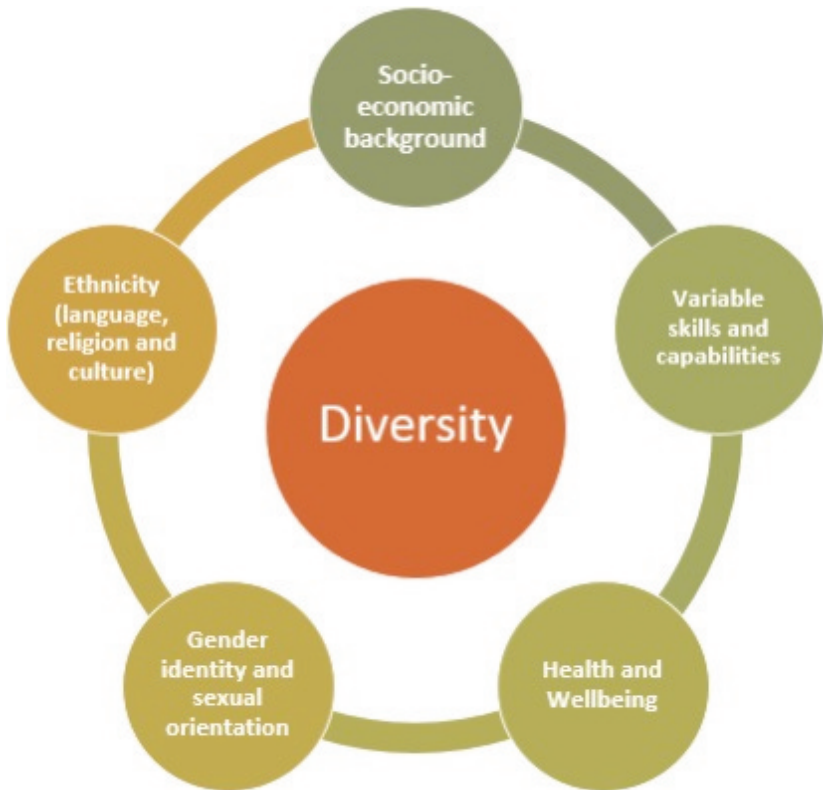 Socio-
economic
background
Variable
skills and
capabilities
Health and
Wellbeing
Gender
identity and
sexual
orientation
Ethnicity
(language,
religion and
culture)
Diversity